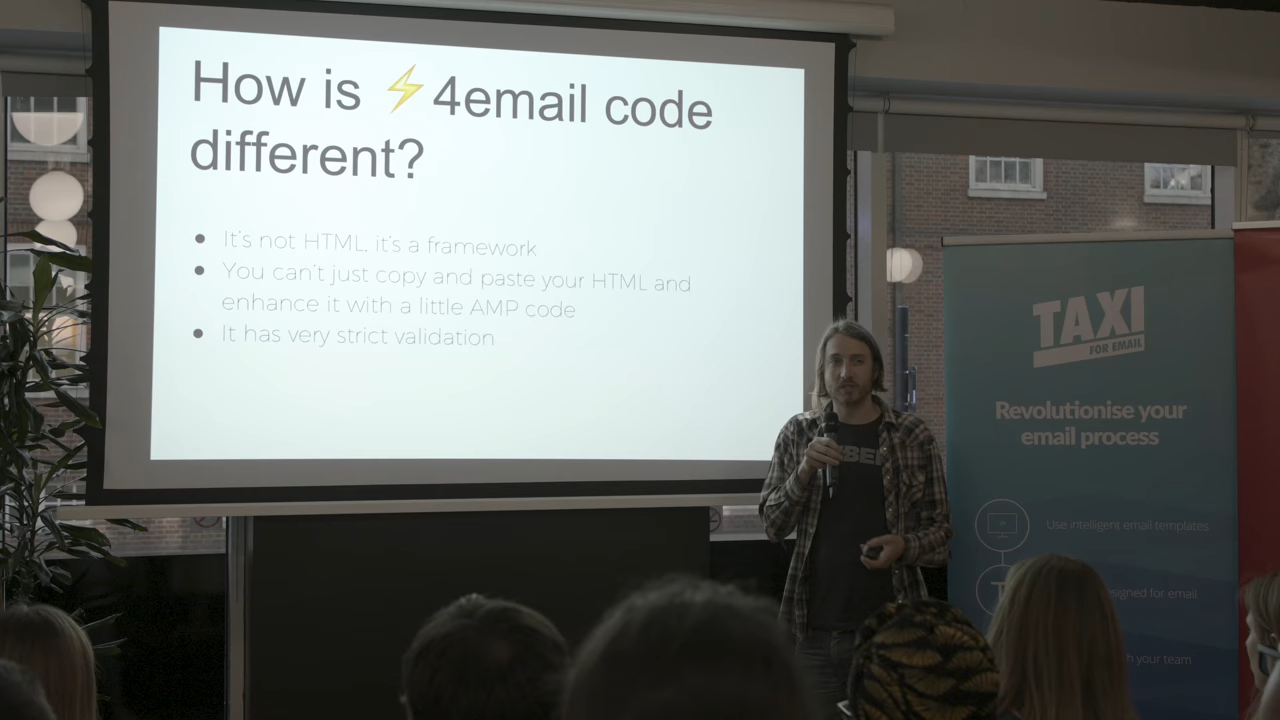 How is ⚡4email code
different?
● It's not HTML, it's a framework
● You can't just copy and paste your HTML and
enhance it with a little AMP code
● It has very strict validation
TAXI
FOR EMAIL
Revolutionise your
email process
Use intelligent email templates
signed for email
your team